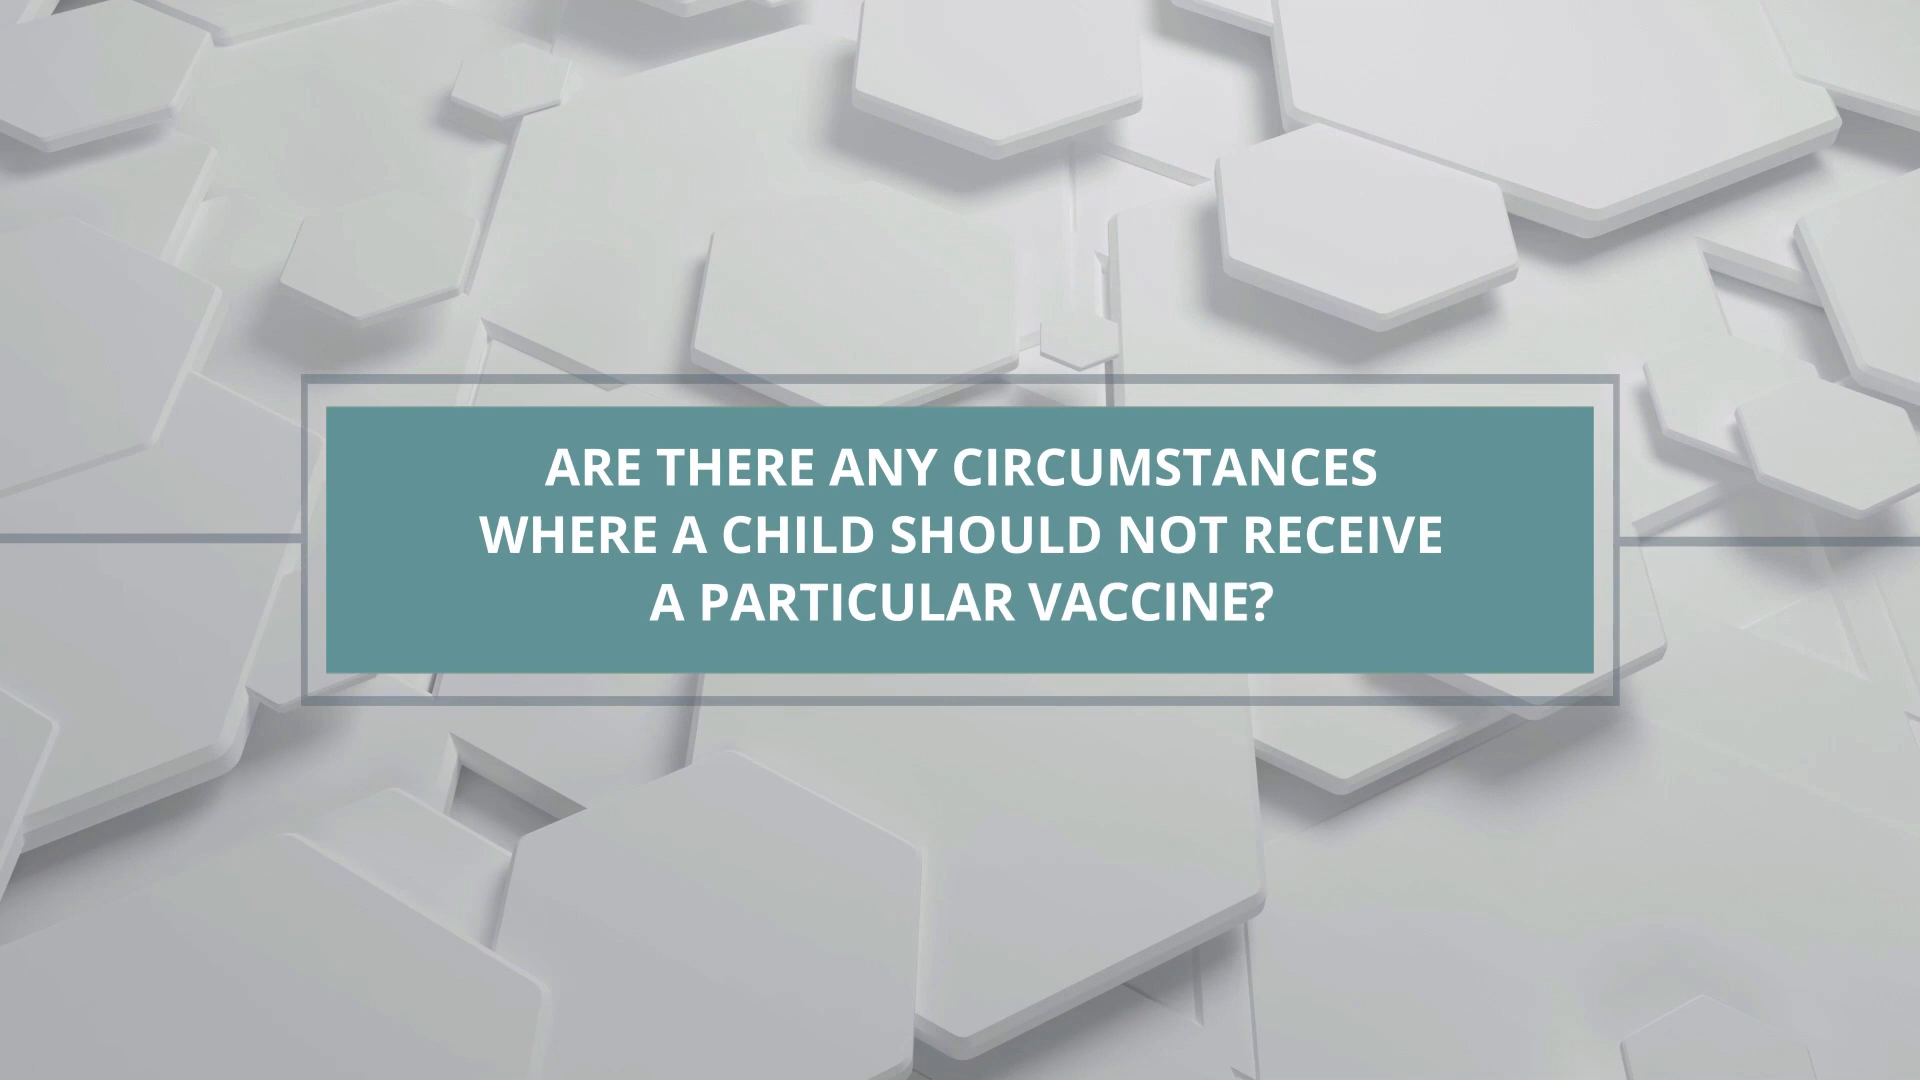 ARE THERE ANY CIRCUMSTANCES
WHERE A CHILD SHOULD NOT RECEIVE
A PARTICULAR VACCINE?